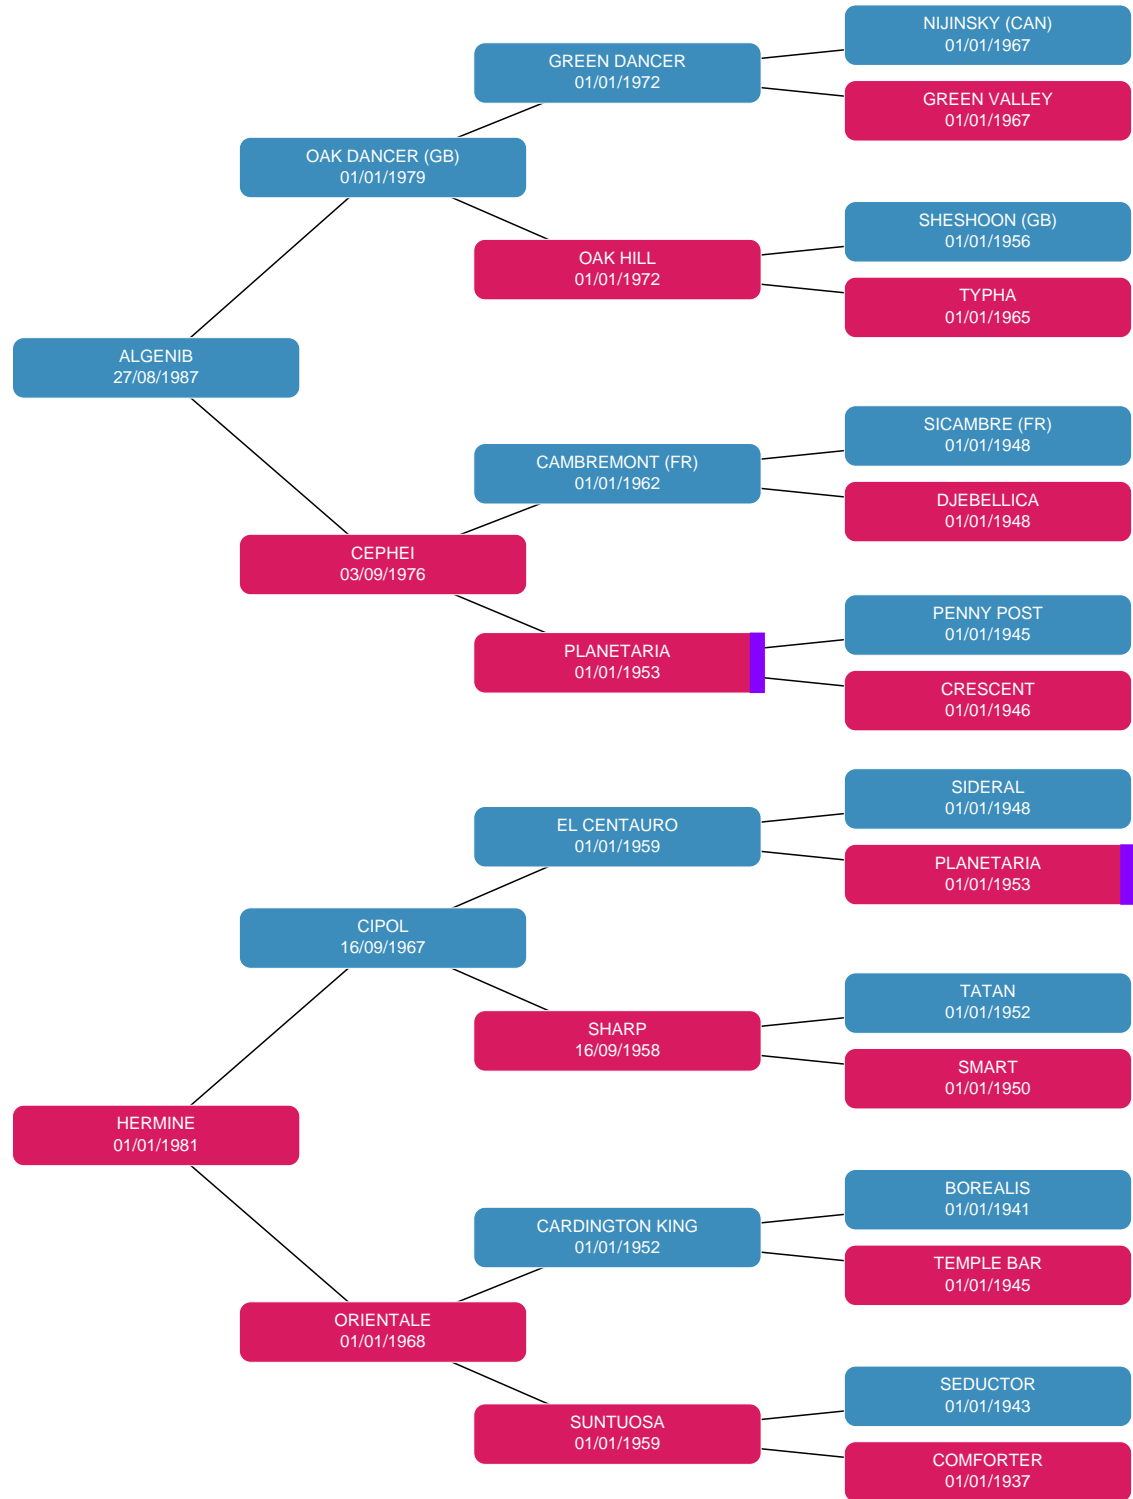 NIJINSKY (CAN)
01/01/1967
GREEN DANCER
01/01/1972
GREEN VALLEY
01/01/1967
OAK DANCER (GB)
01/01/1979
SHESHOON (GB)
01/01/1956
OAK HILL
01/01/1972
TYPHA
01/01/1965
ALGENIB
27/08/1987
SICAMBRE (FR)
01/01/1948
CAMBREMONT (FR)
01/01/1962
DJEBELLICA
01/01/1948
CEPHEI
03/09/1976
PENNY POST
01/01/1945
PLANETARIA
01/01/1953
CRESCENT
01/01/1946
SIDERAL
01/01/1948
EL CENTAURO
01/01/1959
PLANETARIA
01/01/1953
CIPOL
16/09/1967
TATAN
01/01/1952
SHARP
16/09/1958
SMART
01/01/1950
HERMINE
01/01/1981
BOREALIS
01/01/1941
CARDINGTON KING
01/01/1952
TEMPLE BAR
01/01/1945
ORIENTALE
01/01/1968
SEDUCTOR
01/01/1943
SUNTUOSA
01/01/1959
COMFORTER
01/01/1937